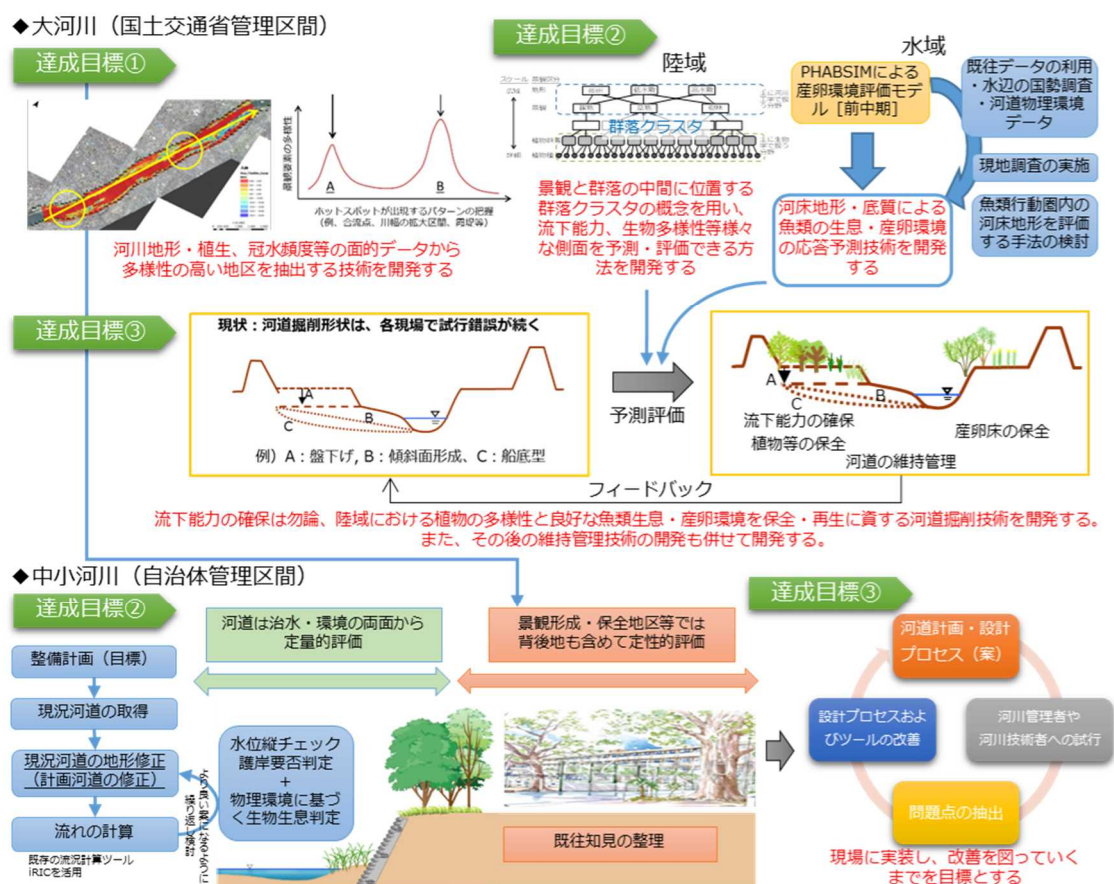 ◆大河川(国土交通省管理区間)
達成目標①
景観要素の多様性
A
B
ホットスポットが出現するパターンの把握
(例、合流点、川幅の拡大区間、霞堤等)
河川地形・植生、冠水頻度等の面的データから
多様性の高い地区を抽出する技術を開発する
達成目標②
陸域
水域
スケール
群落クラスタ
景観と群落の中間に位置する
群落クラスタの概念を用い、
流下能力、生物多様性等様々
な側面を予測・評価できる方
法を開発する
PHABSIMによる
産卵環境評価モデ
ル[前中期]
河床地形・底質による
魚類の生息・産卵環境
の応答予測技術を開発
する
既往データの利用
・水辺の国勢調査
・河道物理環境
データ
現地調査の実施
魚類行動圏内の
河床地形を評価
する手法の検討
達成目標③
現状:河道掘削形状は、各現場で試行錯誤が続く
A
B
C
例)A:盤下げ, B:傾斜面形成、C:船底型
予測評価
A
B
C
流下能力の確保
植物等の保全
産卵床の保全
河道の維持管理
フィードバック
流下能力の確保は勿論、陸域における植物の多様性と良好な魚類生息・産卵環境を保全・再生に資する河道掘削技術を開発する。
また、その後の維持管理技術の開発も併せて開発する。
◆中小河川(自治体管理区間)
達成目標②
整備計画(目標)
現況河道の取得
現況河道の地形修正
(計画河道の修正)
流れの計算
既存の流況計算ツール
iRICを活用
より良い案になるように
繰り返し検討
河道は治水・環境の両面から
定量的評価
水位縦チェック
護岸要否判定
+
物理環境に基づ
く生物生息判定
景観形成・保全地区等では
背後地も含めて定性的評価
既往知見の整理
達成目標③
河道計画・設計
プロセス(案)
河川管理者や
河川技術者への試行
問題点の抽出
設計プロセスおよ
びツールの改善
現場に実装し、改善を図っていく
までを目標とする